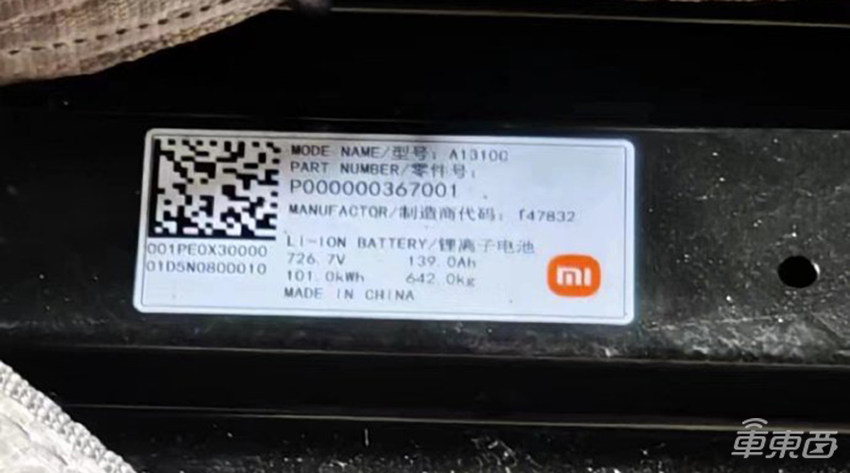 MODE NAME/型号: A13100
PART NUMBER/零件号:
P000000367001
MANUFACTOR/制造商代码: f47832
001PE0X30000
01D5N0800010
LI-ION BATTERY/锂离子电池
726.7V 139.0Ah
101.0kWh 642.0kg
MADE IN CHINA
mi
車東西